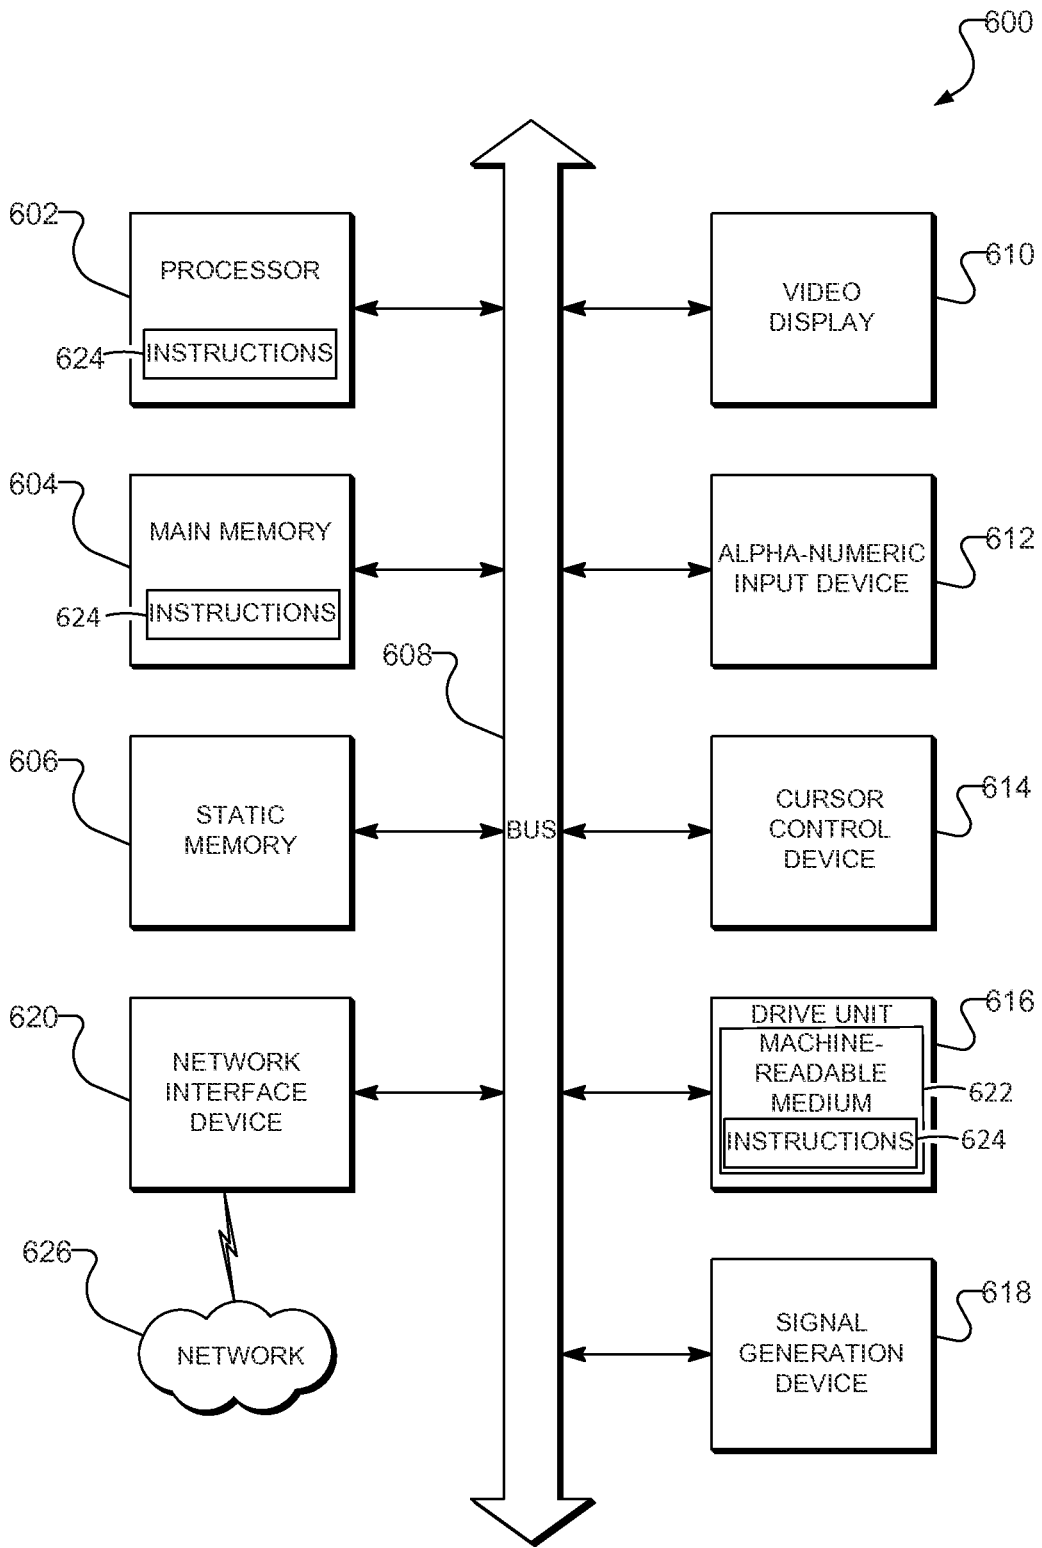 600
602
PROCESSOR
624
INSTRUCTIONS
610
VIDEO
DISPLAY
604
MAIN MEMORY
624
INSTRUCTIONS
612
ALPHA-NUMERIC
INPUT DEVICE
608
606
STATIC
MEMORY
BUS
614
CURSOR
CONTROL
DEVICE
620
NETWORK
INTERFACE
DEVICE
616
DRIVE UNIT
MACHINE-
READABLE
MEDIUM
622
INSTRUCTIONS
624
626
NETWORK
618
SIGNAL
GENERATION
DEVICE